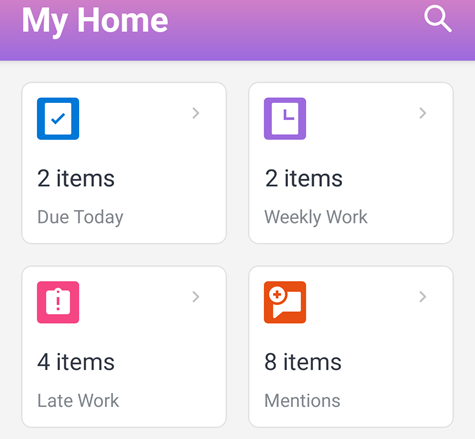 My Home
2 items
Due Today
2 items
Weekly Work
4 items
Late Work
8 items
Mentions